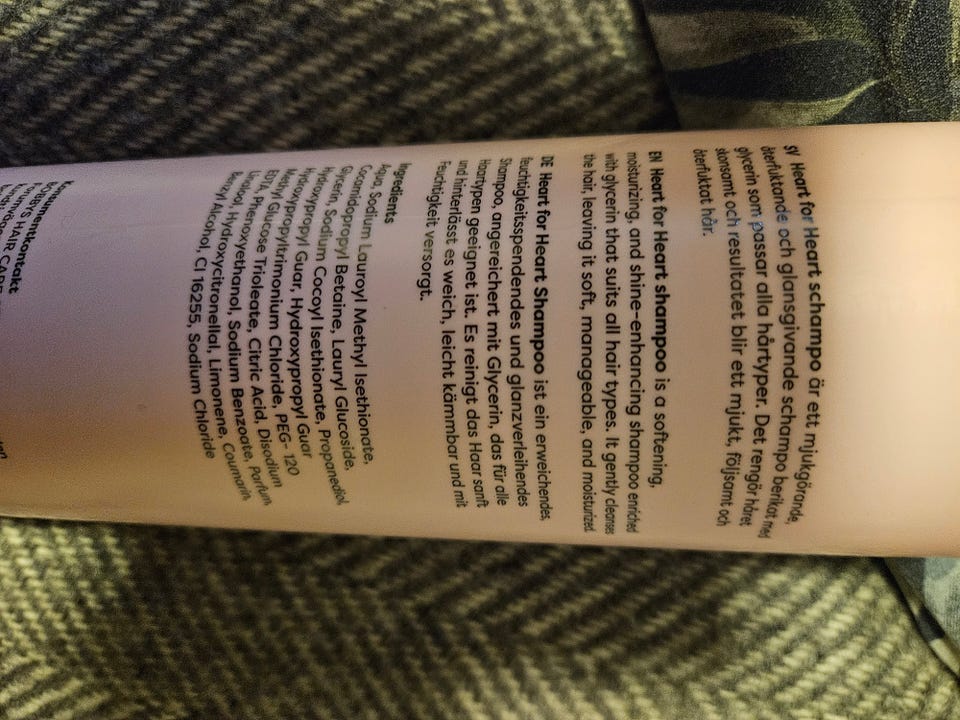 SV Heart for Heart schampo är ett mjukgörande,
återfuktande och glansgivande schampo berikat med
glycerin som passar alla hårtyper. Det rengör håret
skonsamt och resultatet blir ett mjukt, följsamt och
återfuktat hår.
EN Heart for Heart shampoo is a softening,
moisturizing, and shine-enhancing shampoo enriched
with glycerin that suits all hair types. It gently cleanses
the hair, leaving it soft, manageable, and moisturized.
DE Heart for Heart Shampoo ist ein erweichendes,
feuchtigkeitsspendendes und glanzverleihendes
Shampoo, angereichert mit Glycerin, das für alle
Haartypen geeignet ist. Es reinigt das Haar sanft
und hinterlässt es weich, leicht kämmbar und mit
Feuchtigkeit versorgt.
Ingredients
Aqua, Sodium Lauroyl Methyl Isethionate,
Cocamidopropyl Betaine, Lauryl Glucoside,
Glycerin, Sodium Cocoyl Isethionate, Propanediol,
Hydroxypropyl Guar, Hydroxypropyl Guar
Hydroxypropyltrimonium Chloride, PEG-120
Methyl Glucose Trioleate, Citric Acid, Disodium
EDTA, Phenoxyethanol, Sodium Benzoate, Parfum,
Linalool, Hydroxycitronellal, Limonene, Coumarin,
Benzyl Alcohol, CI 16255, Sodium Chloride
Konsumentkontakt
HAIR CARE